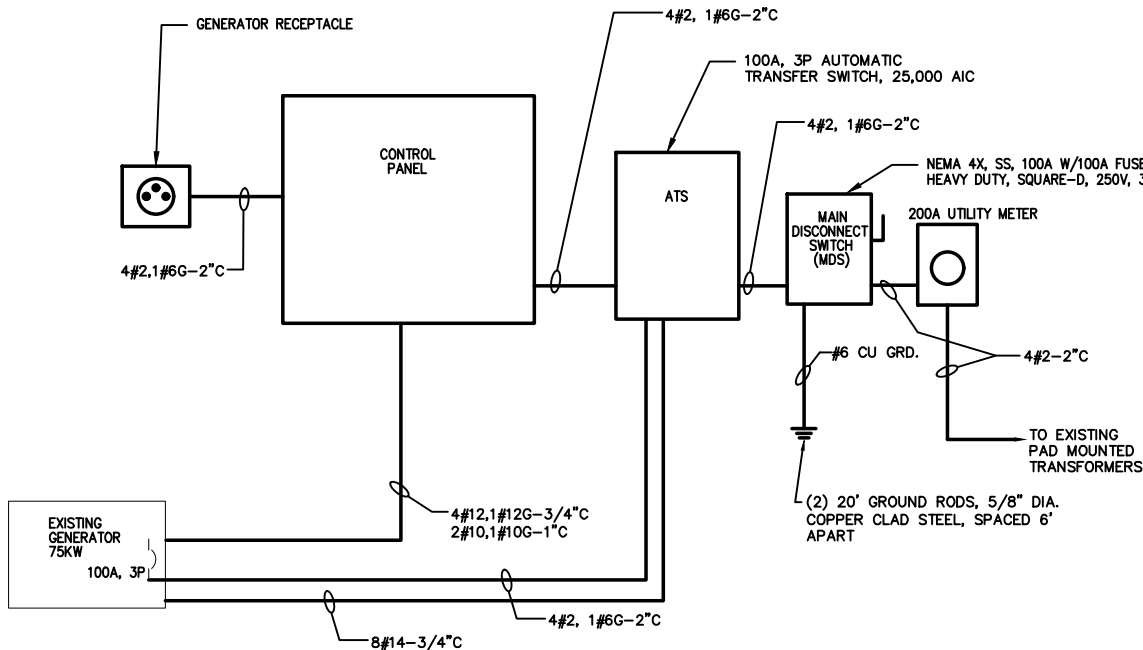 GENERATOR RECEPTACLE
4#2, 1#6G-2"C
100A, 3P AUTOMATIC
TRANSFER SWITCH, 25,000 AIC
4#2, 1#6G-2"C
CONTROL
PANEL
ATS
NEMA 4X, SS, 100A W/100A FUSE
HEAVY DUTY, SQUARE-D, 250V, 3
MAIN
DISCONNECT
SWITCH
(MDS)
200A UTILITY METER
4#2,1#6G-2"C
#6 CU GRD.
4#2-2"C
TO EXISTING
PAD MOUNTED
TRANSFORMERS
(2) 20' GROUND RODS, 5/8" DIA.
COPPER CLAD STEEL, SPACED 6'
APART
4#12,1#12G-3/4"C
2#10,1#10G-1"C
EXISTING
GENERATOR
75KW
100A, 3P
4#2, 1#6G-2"C
8#14-3/4"C